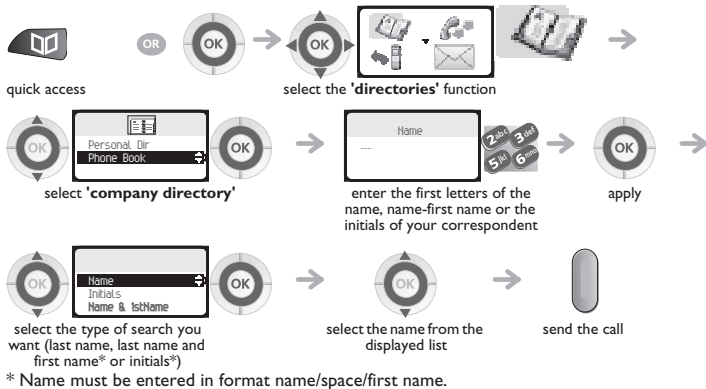 OR
OK
OK
quick access
select the 'directories' function
OK
Personal Dir
Phone Book
OK
Name
2abc 3def
5jkl 6mno
OK
select 'company directory'
enter the first letters of the
name, name-first name or the
initials of your correspondent
apply
OK
Name
Initials
Name & 1stName
OK
OK
select the type of search you
want (last name, last name and
first name* or initials*)
select the name from the
displayed list
send the call
* Name must be entered in format name/space/first name.